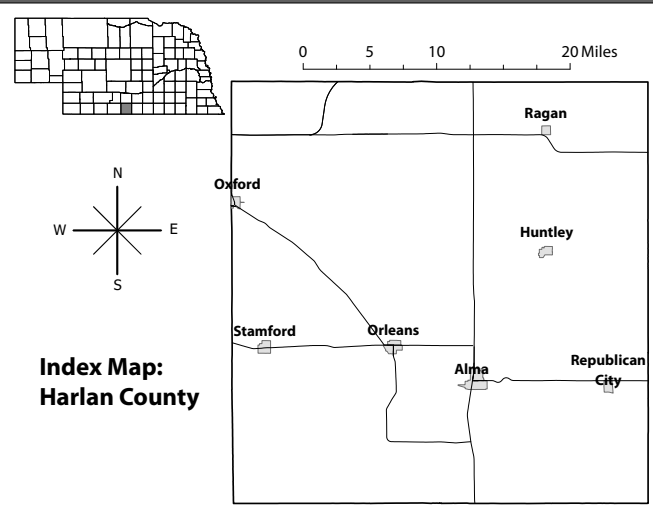 0 5 10 20 Miles
Ragan
Oxford
N
W E
S
Huntley
Stamford
Orleans
Alma
Republican
City
Index Map:
Harlan County